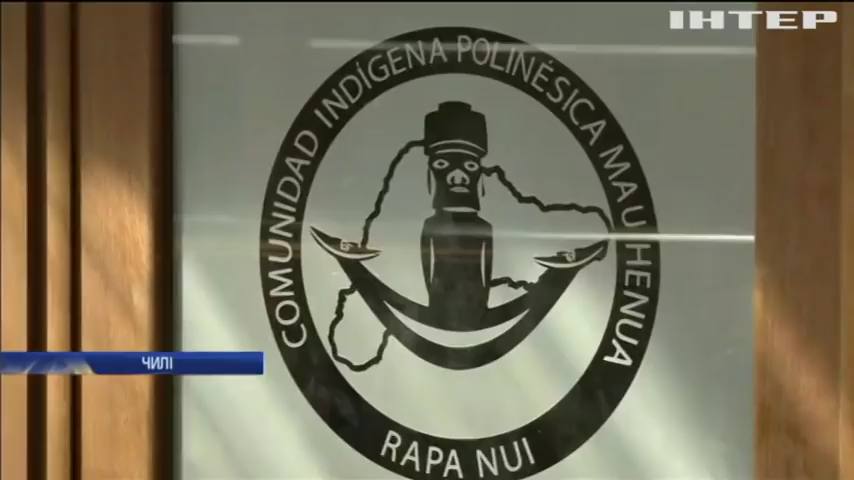 ІНТЕР
COMUNIDAD INDÍGENA POLINÉSICA MAU HENUA
RAPA NUI
ЧИЛІ